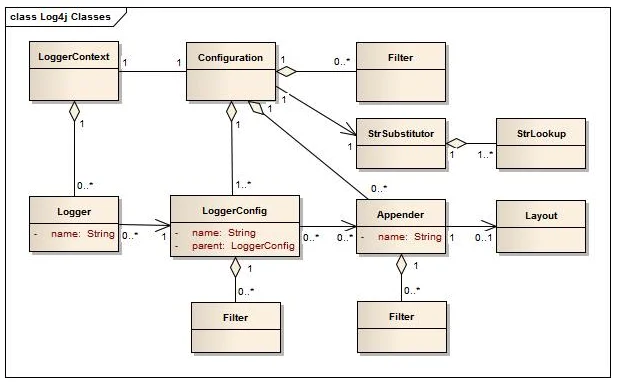 class Log4j Classes
LoggerContext
1
1
Configuration
1
0..*
Filter
1
1
1
1
StrSubstitutor
1
1..*
StrLookup
1
0..*
1..*
0..*
Logger
- name: String
0..*
1
LoggerConfig
- name: String
- parent: LoggerConfig
0..*
0..*
Appender
- name: String
1
0..1
Layout
1
0..*
Filter
1
0..*
Filter